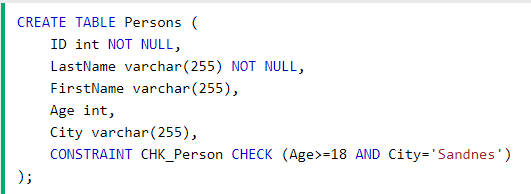 CREATE TABLE Persons (
    ID int NOT NULL,
    LastName varchar(255) NOT NULL,
    FirstName varchar(255),
    Age int,
    City varchar(255),
    CONSTRAINT CHK_Person CHECK (Age>=18 AND City='Sandnes')
);